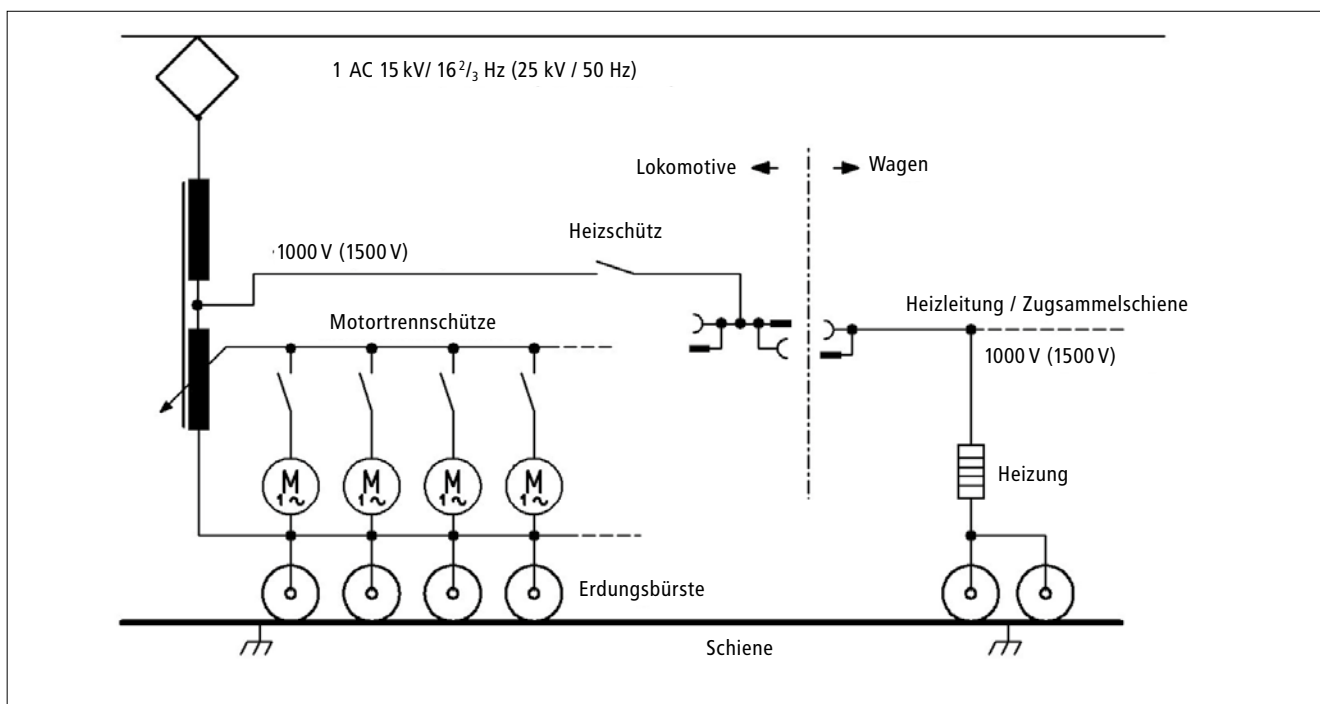 1 AC 15 kV/ 16 2/3 Hz (25 kV / 50 Hz)
Lokomotive
Wagen
Heizschütz
1000 V (1500 V)
Heizleitung / Zugsammelschiene
Motortrennschütze
1000 V (1500 V)
Heizung
M
1~
M
1~
M
1~
M
1~
Erdungsbürste
Schiene